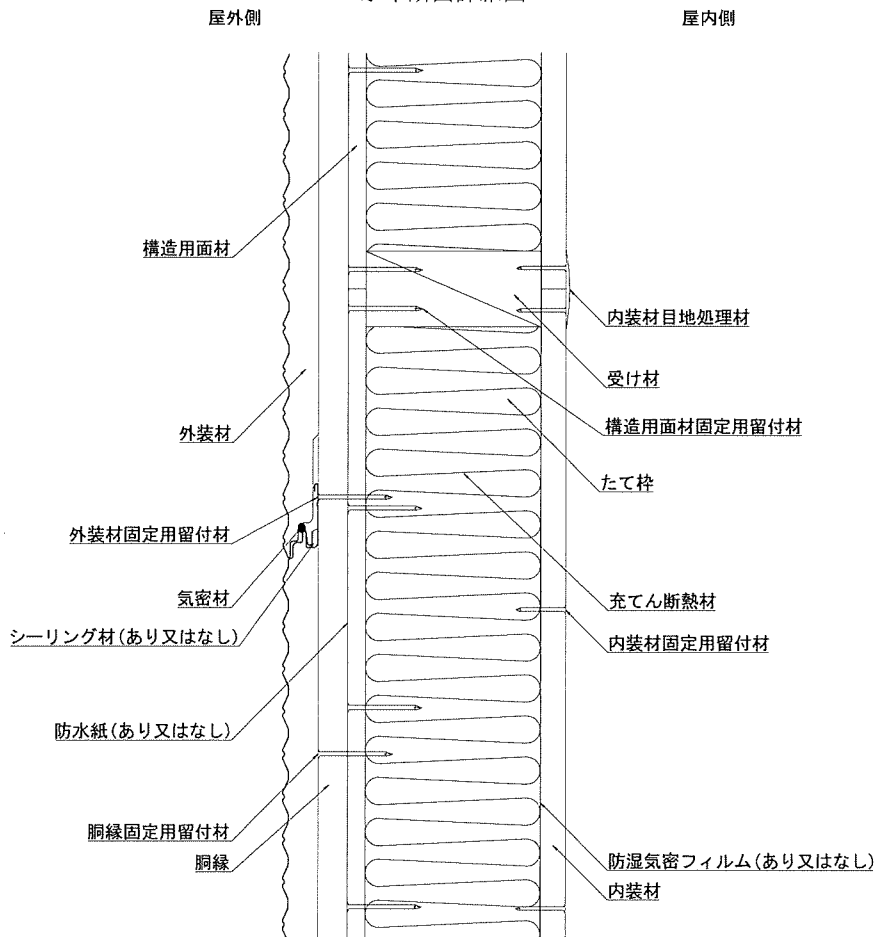 屋外側
屋内側
構造用面材
内装材目地処理材
受け材
構造用面材固定用留付材
外装材
たて枠
外装材固定用留付材
気密材
充てん断熱材
シーリング材(あり又はなし)
内装材固定用留付材
防水紙(あり又はなし)
胴縁固定用留付材
胴縁
防湿気密フィルム(あり又はなし)
内装材